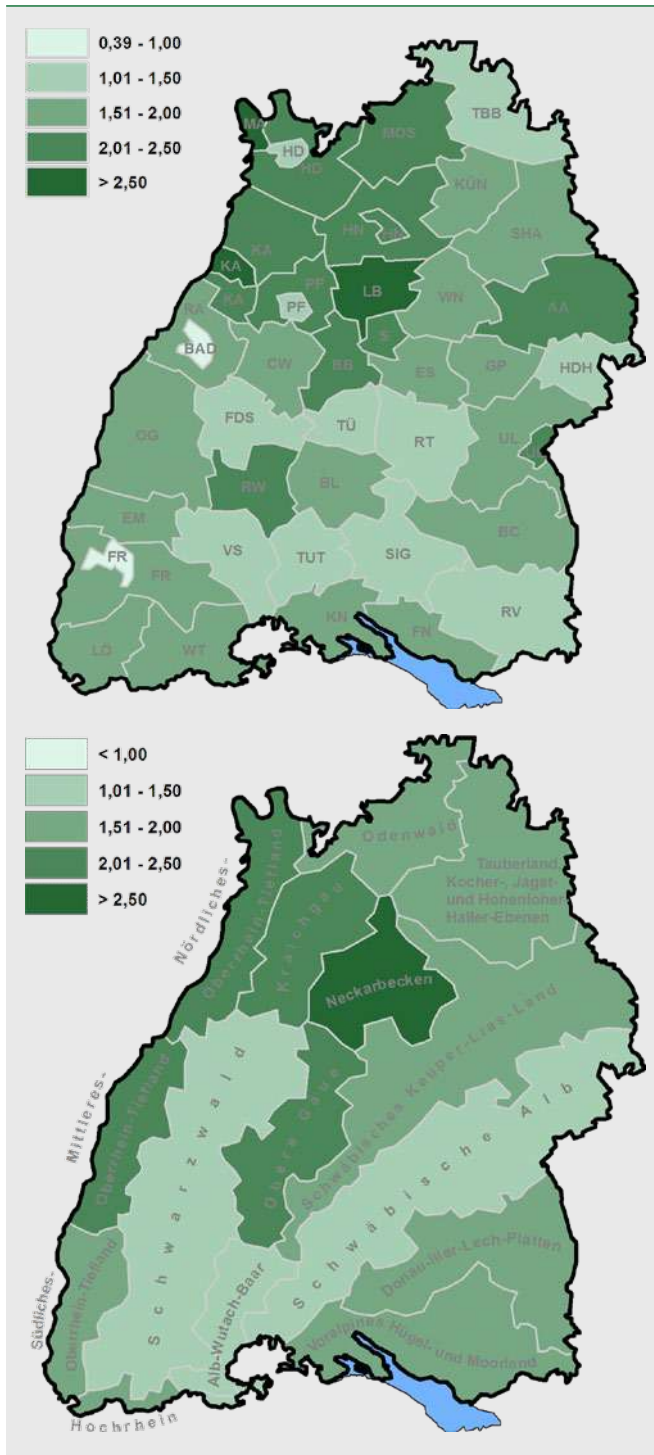 0,39 - 1,00
1,01 - 1,50
1,51 - 2,00
2,01 - 2,50
> 2,50
MA
HD
HD
MOS
TBB
KÜN
HN
HN
SHA
KA
KA
KA
PF
PF
LB
WN
AA
RA
BAD
CW
BB
S
ES
GP
HDH
FDS
TÜ
RT
UL
OG
RW
BL
EM
BC
FR
FR
VS
TUT
SIG
RV
LÖ
WT
KN
FN
< 1,00
1,01 - 1,50
1,51 - 2,00
2,01 - 2,50
> 2,50
Odenwald
Tauberland,
Kocher-, Jagst-
und Hohenloher-
Haller-Ebenen
Nördliches-
Oberrhein-Tiefland
Kraichgau
Neckarbecken
Schwäbisches Keuper-Lias-Land
Mittleres-
Oberrhein-Tiefland
Schwarzwald
Obere Gäue
Schwäbische Alb
Südliches-
Oberrhein-Tiefland
Alb-Wutach-Baar
Donau-Iller-Lech-Platten
Voralpines Hügel- und Moorland
Hochrhein